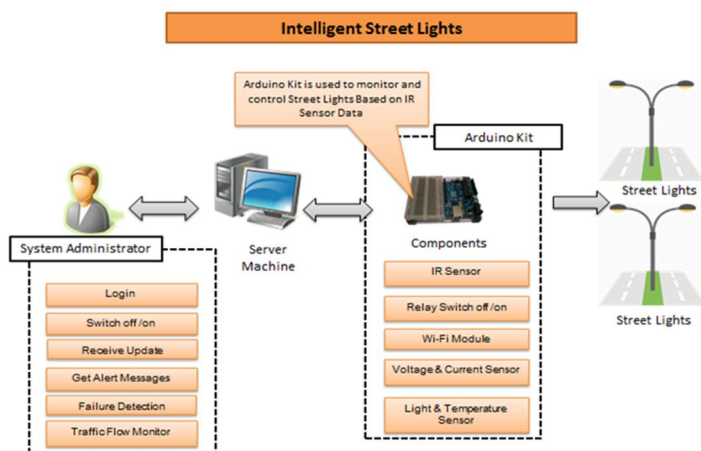 Intelligent Street Lights
Arduino Kit is used to monitor and
control Street Lights Based on IR
Sensor Data
Arduino Kit
Street Lights
Street Lights
System Administrator
Server
Machine
Components
Login
Switch off /on
Receive Update
Get Alert Messages
Failure Detection
Traffic Flow Monitor
IR Sensor
Relay Switch off /on
Wi-Fi Module
Voltage & Current Sensor
Light & Temperature
Sensor